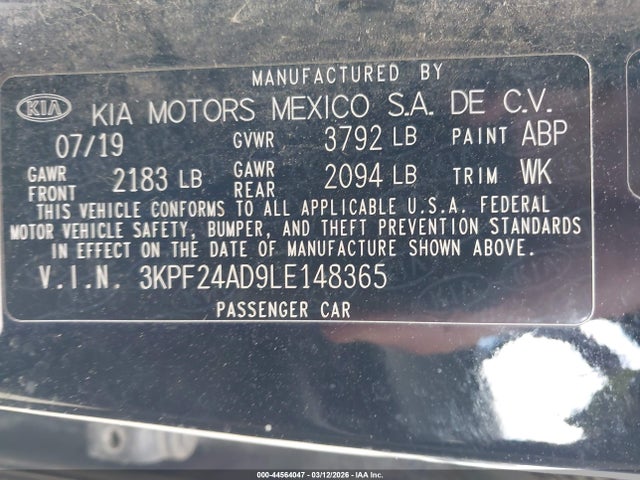 MANUFACTURED BY
KIA KIA MOTORS MEXICO S.A. DE C.V.
07/19 GVWR 3792 LB PAINT ABP
GAWR FRONT 2183 LB GAWR REAR 2094 LB TRIM WK
THIS VEHICLE CONFORMS TO ALL APPLICABLE U.S.A. FEDERAL
MOTOR VEHICLE SAFETY, BUMPER, AND THEFT PREVENTION STANDARDS
IN EFFECT ON THE DATE OF MANUFACTURE SHOWN ABOVE.
V.I.N. 3KPF24AD9LE148365
PASSENGER CAR
000-44564047 - 03/12/2026 - IAAI INC.